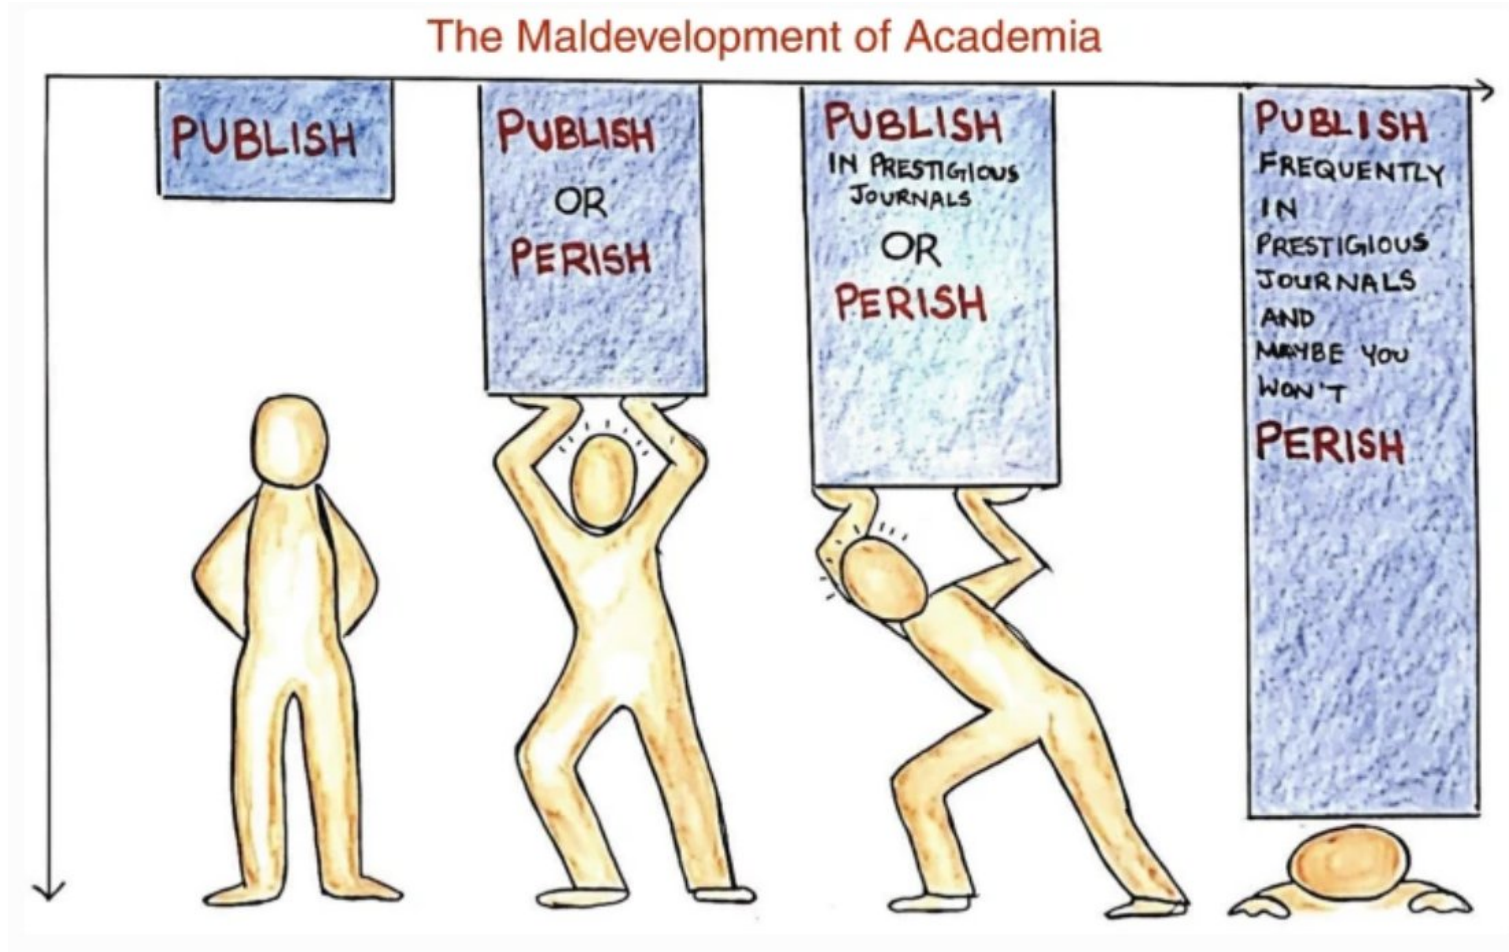 The Maldevelopment of Academia
PUBLISH
PUBLISH
OR
PERISH
PUBLISH
IN PRESTIGIOUS
JOURNALS
OR
PERISH
PUBLISH
FREQUENTLY
IN
PRESTIGIOUS
JOURNALS
AND
MAYBE YOU
WON'T
PERISH